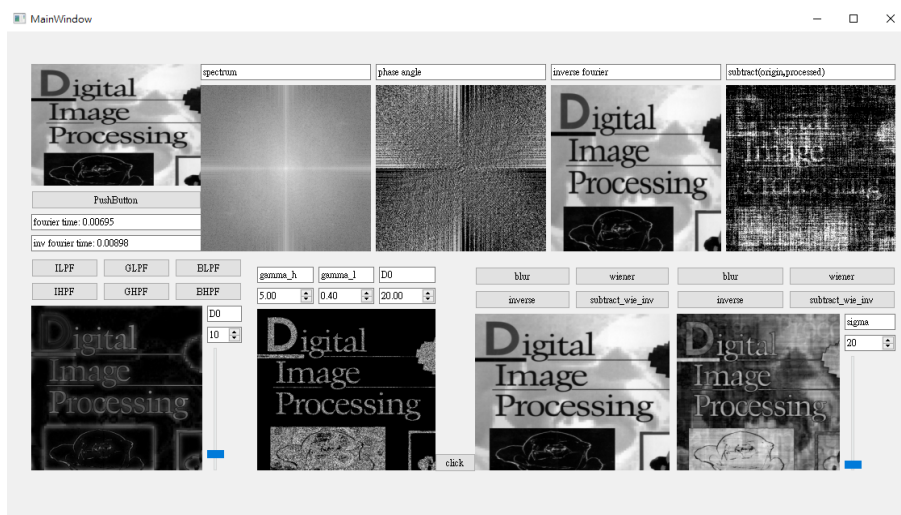 MainWindow
Digital
Image
Processing
PushButton
fourier time: 0.00695
inv fourier time: 0.00898
spectrum
phase angle
inverse fourier
Digital
Image
Processing
subtract(origin,processed)
Image
Processing
ILPF GLPF BLPF
IHPF GHPF BHPF
Digital
Image
Processing
D0
10
gamma_h gamma_l D0
5.00 0.40 20.00
Digital
Image
Processing
click
blur wiener
inverse subtract_wie_inv
Digital
Image
Processing
blur wiener
inverse subtract_wie_inv
Digital
Image
Processing
sigma
20